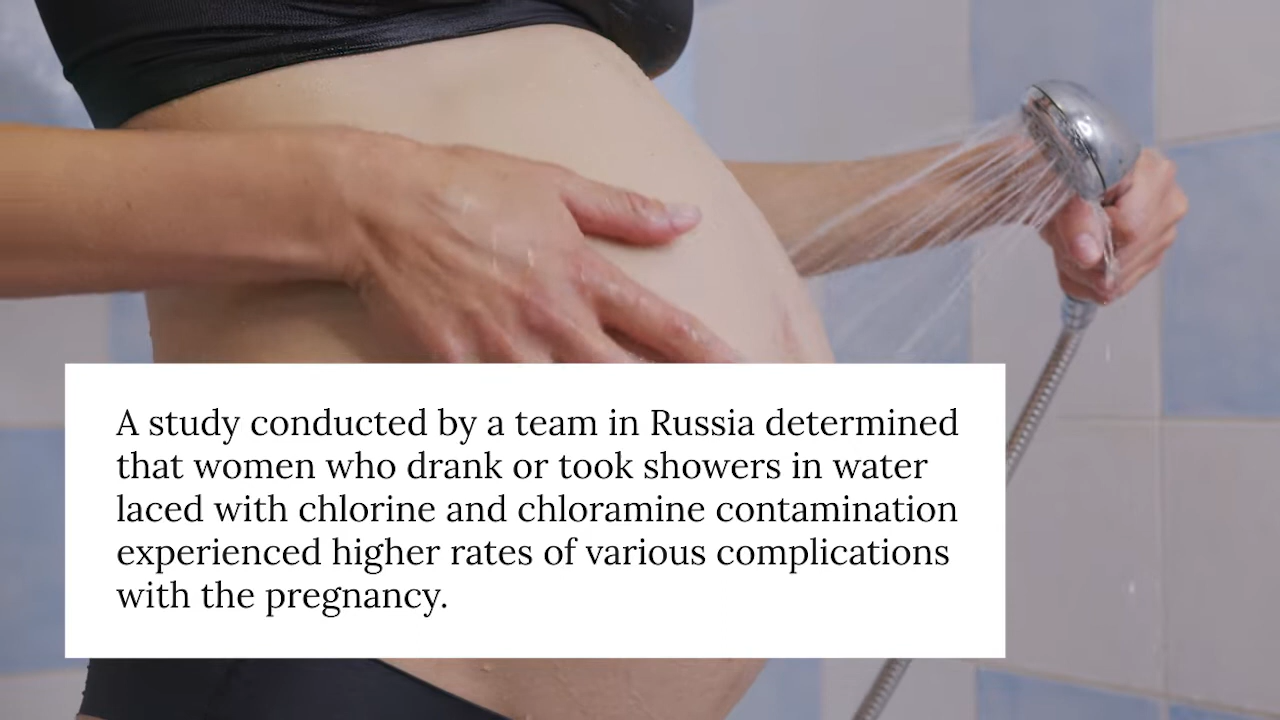 A study conducted by a team in Russia determined
that women who drank or took showers in water
laced with chlorine and chloramine contamination
experienced higher rates of various complications
with the pregnancy.